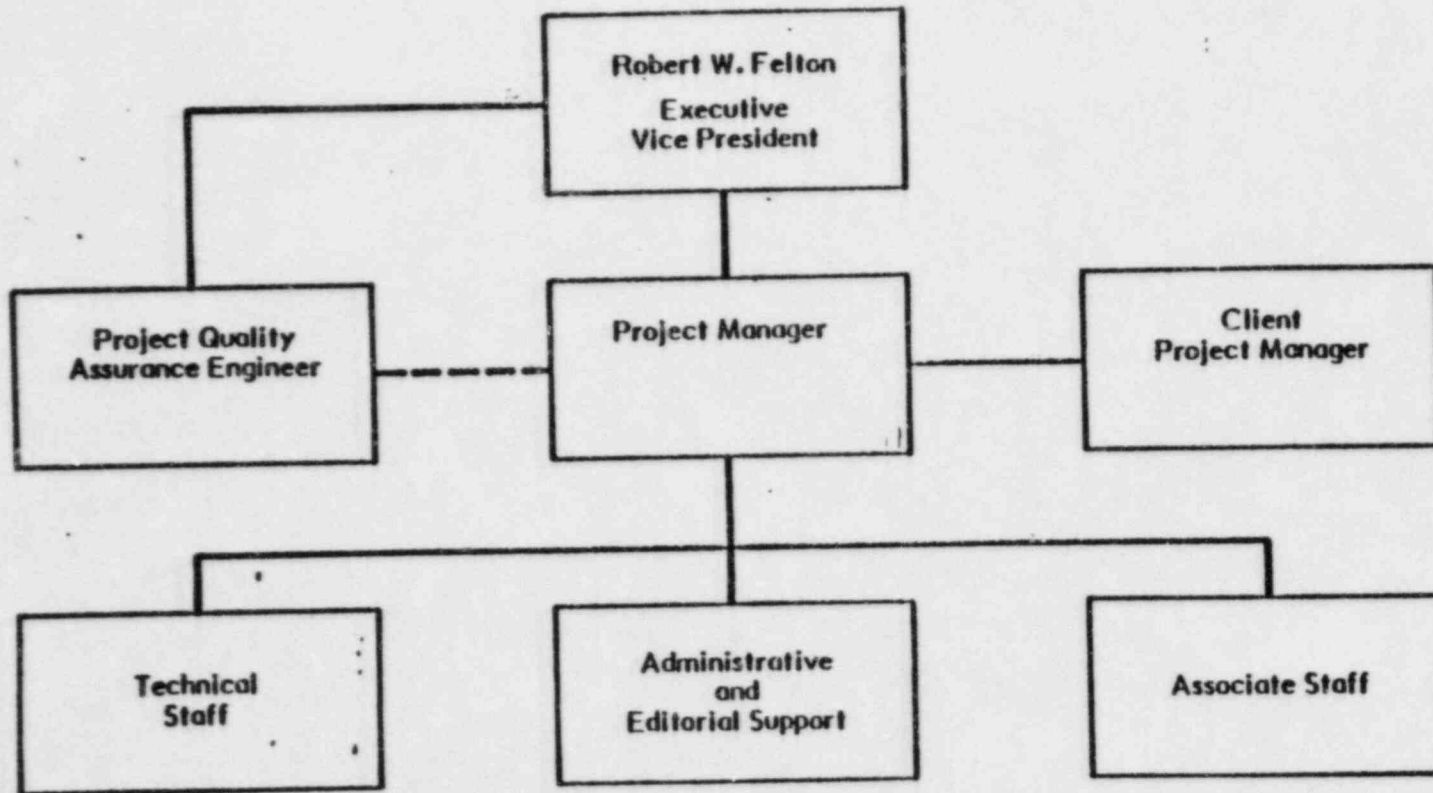 Robert W. Felton
Executive
Vice President
Project Quality
Assurance Engineer
Project Manager
Client
Project Manager
Technical
Staff
Administrative
and
Editorial Support
Associate Staff